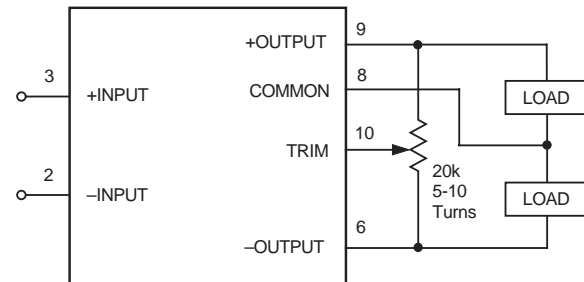 9
+OUTPUT
8
3
COMMON
LOAD
+INPUT
10
TRIM
20k
5-10
Turns
2
–INPUT
LOAD
6
–OUTPUT